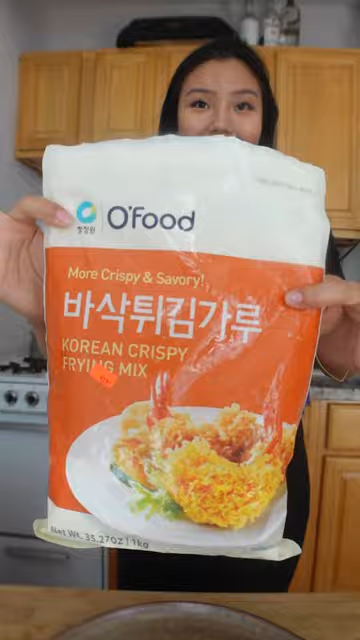 청정원
O'Food
More Crispy & Savory!
바삭튀김가루
KOREAN CRISPY
FRYING MIX
Net Wt. 35.27OZ | 1kg